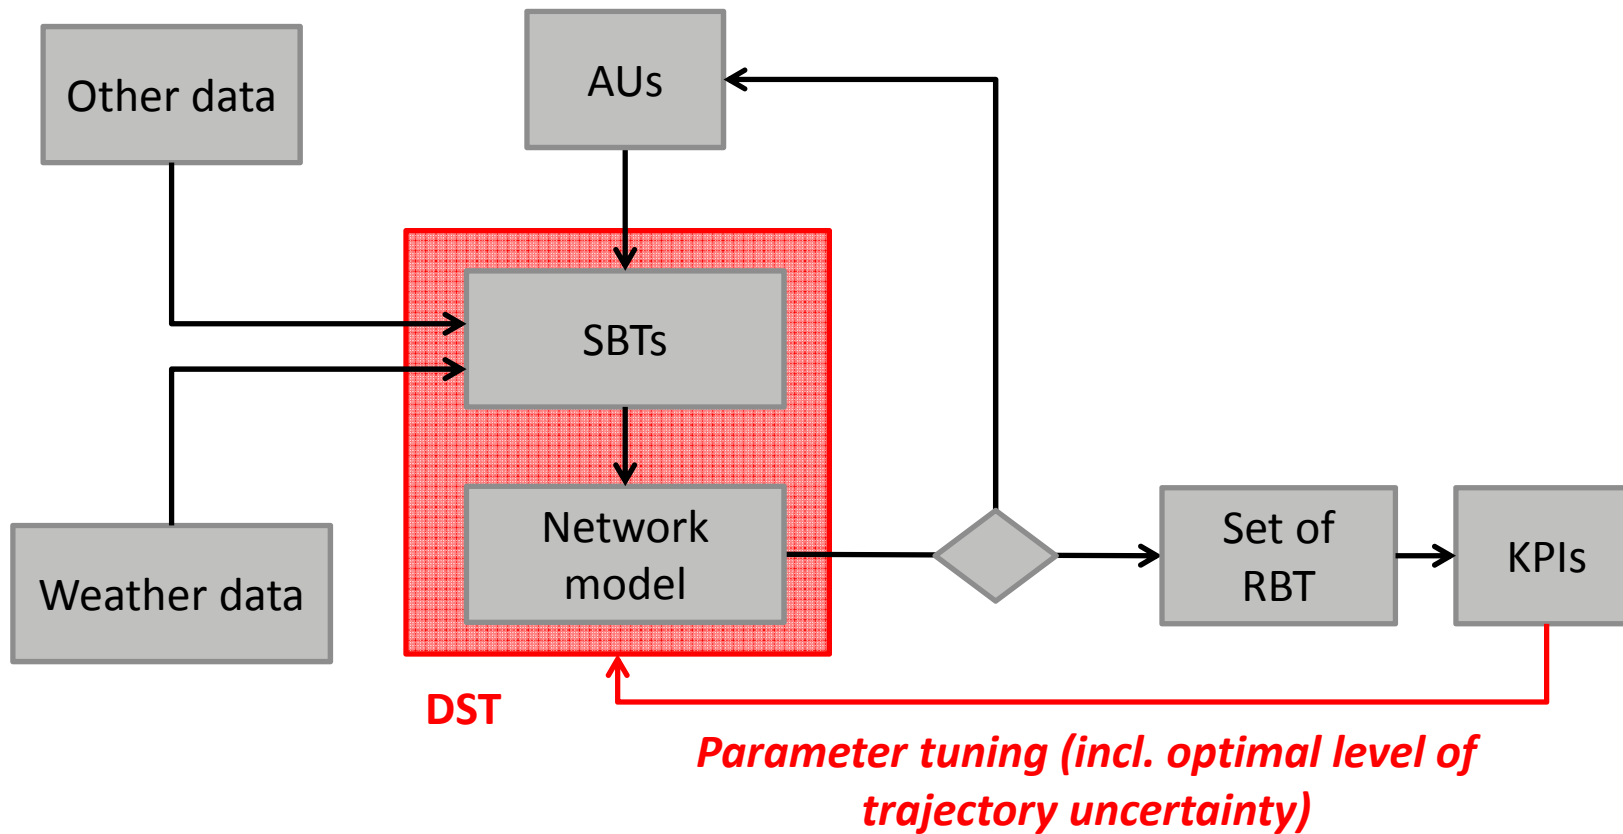 Other data
AUs
SBTs
Weather data
Network
model
Set of
RBT
KPIs
DST
Parameter tuning (incl. optimal level of
trajectory uncertainty)